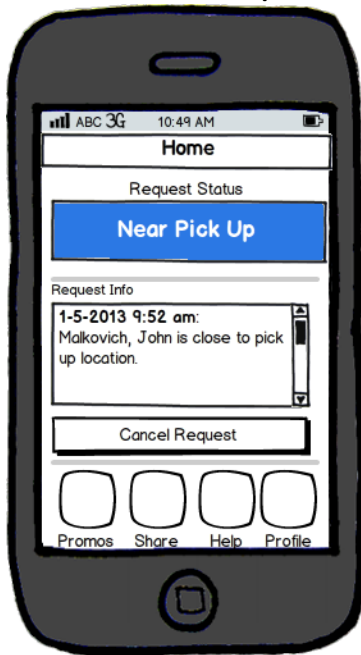 ABC 3G 10:49 AM
Home
Request Status
Near Pick Up
Request Info
1-5-2013 9:52 am:
Malkovich, John is close to pick
up location.
Cancel Request
Promos Share Help Profile